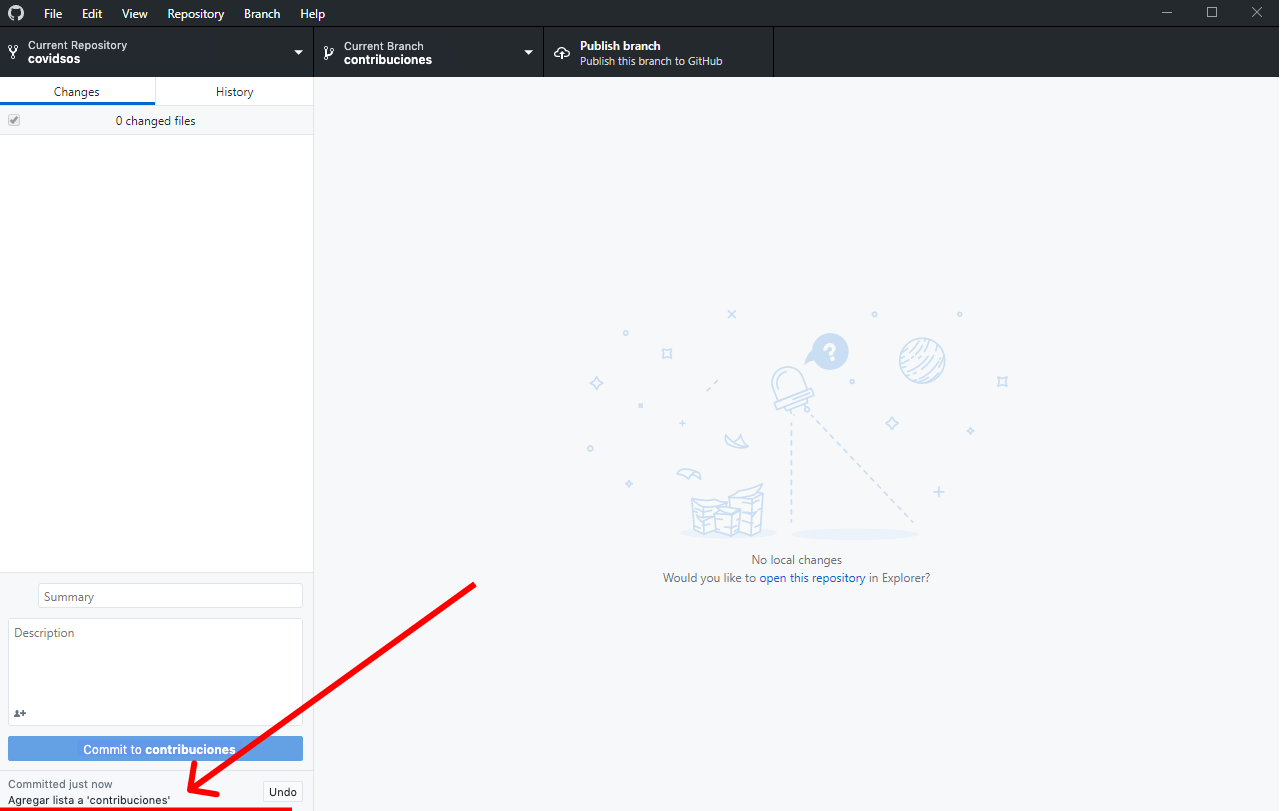 File Edit View Repository Branch Help
Current Repository
covidsos
Current Branch
contribuciones
Publish branch
Publish this branch to GitHub
Changes
History
0 changed files
?
No local changes
Would you like to open this repository in Explorer?
Summary
Description
Commit to contribuciones
Committed just now
Agregar lista a 'contribuciones'
Undo